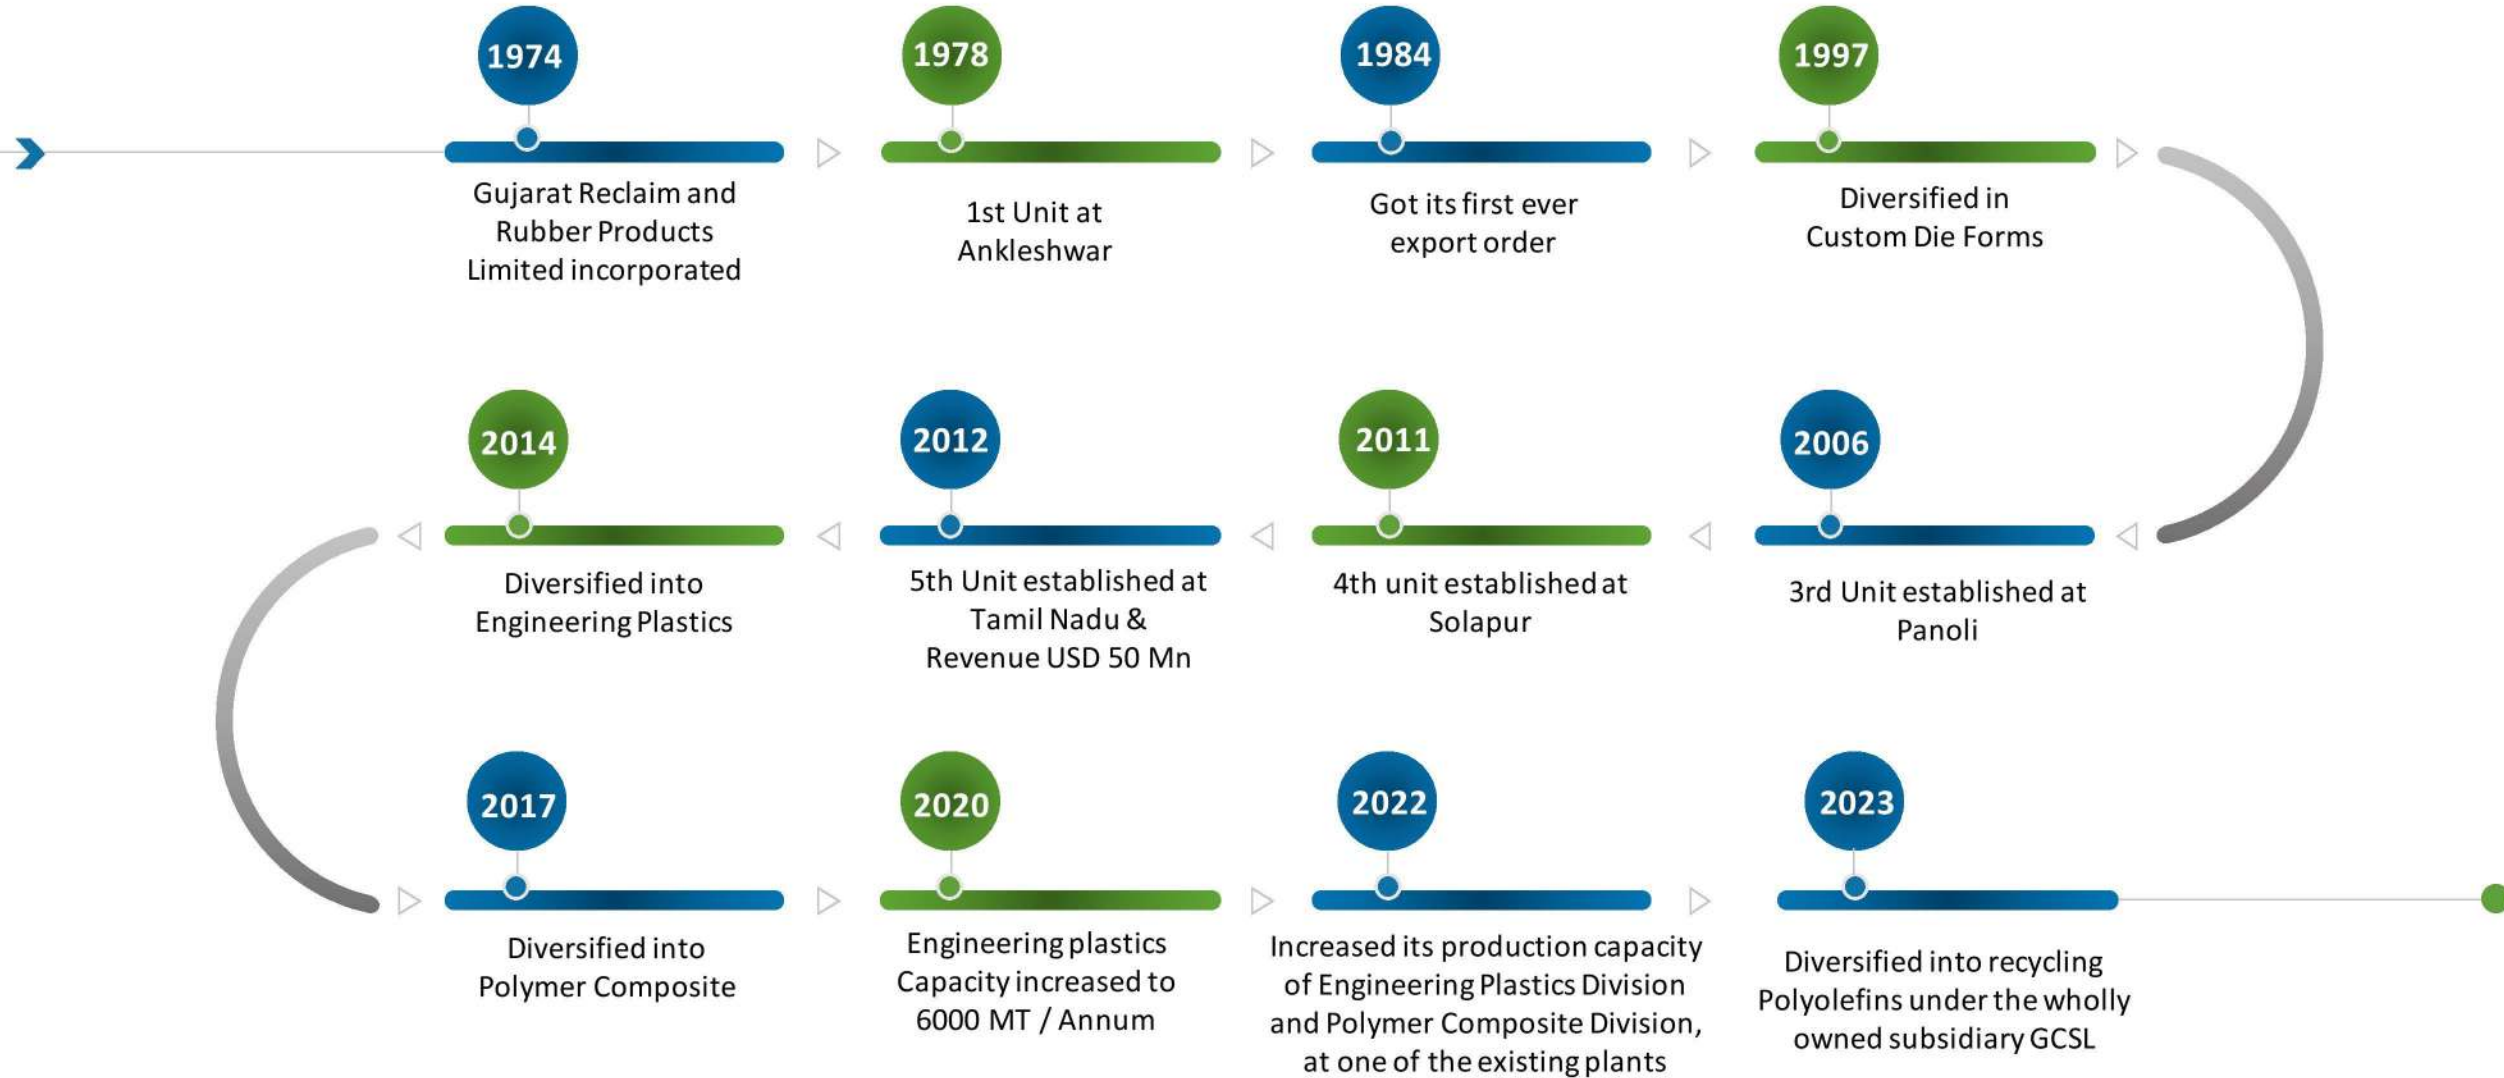 1974
Gujarat Reclaim and
Rubber Products
Limited incorporated
1978
1st Unit at
Ankleshwar
1984
Got its first ever
export order
1997
Diversified in
Custom Die Forms
2006
3rd Unit established at
Panoli
2011
4th unit established at
Solapur
2012
5th Unit established at
Tamil Nadu &
Revenue USD 50 Mn
2014
Diversified into
Engineering Plastics
2017
Diversified into
Polymer Composite
2020
Engineering plastics
Capacity increased to
6000 MT / Annum
2022
Increased its production capacity
of Engineering Plastics Division
and Polymer Composite Division,
at one of the existing plants
2023
Diversified into recycling
Polyolefins under the wholly
owned subsidiary GCSL